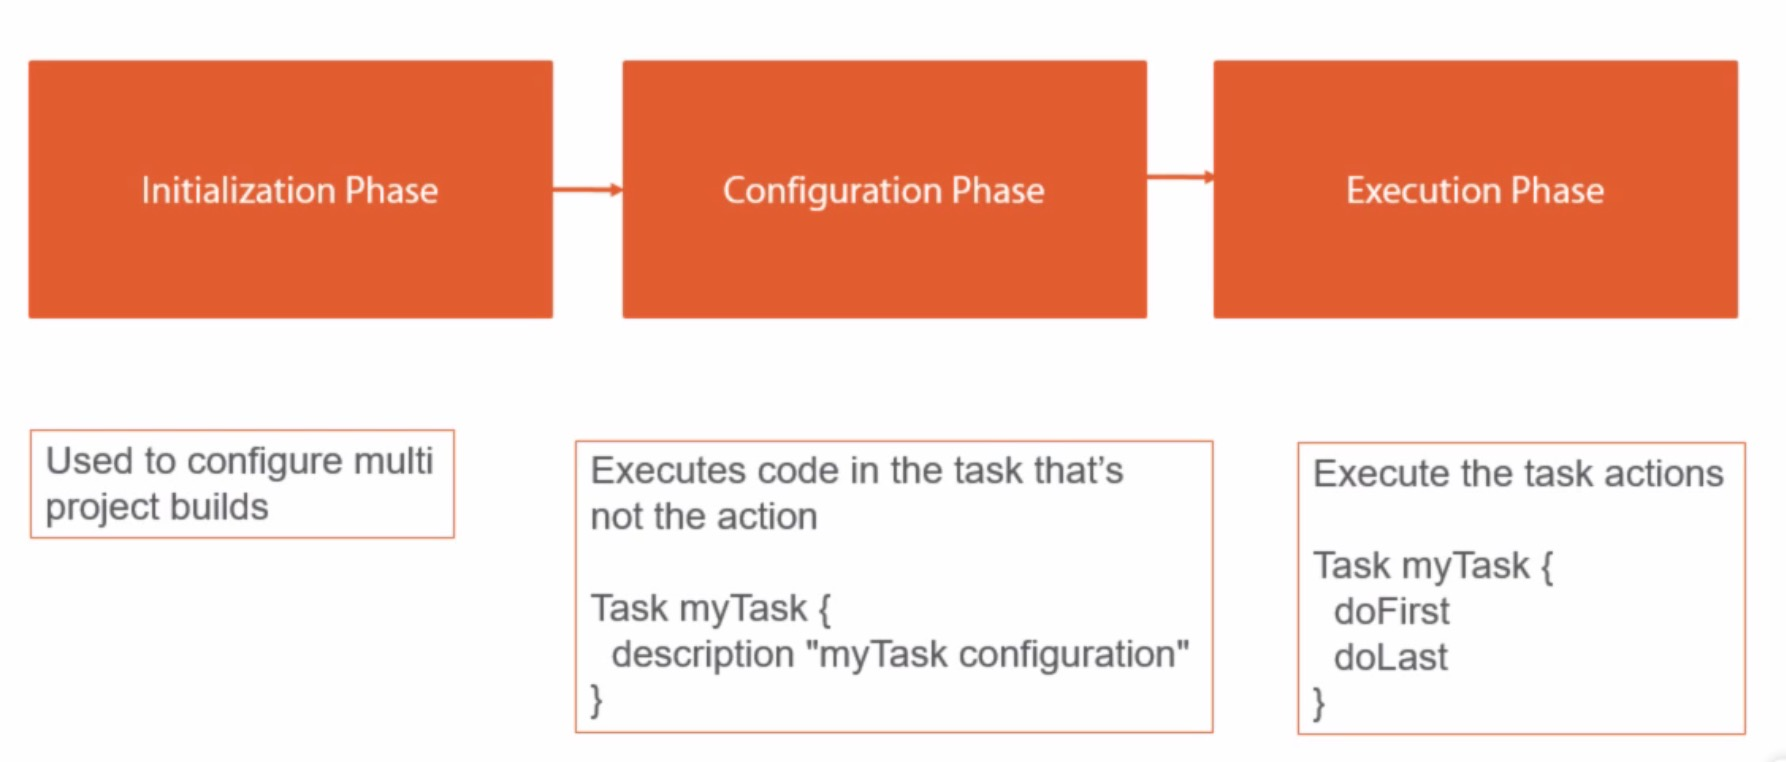 Initialization Phase
Configuration Phase
Execution Phase
Used to configure multi
project builds
Executes code in the task that’s
not the action
Task myTask {
  description "myTask configuration"
}
Execute the task actions
Task myTask {
  doFirst
  doLast
}